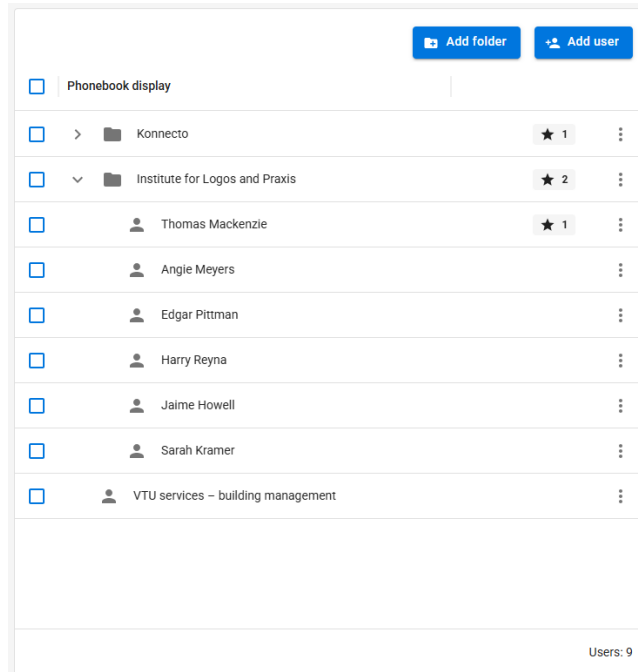 Add folder Add user
Phonebook display
Konnecto 1
Institute for Logos and Praxis 2
Thomas Mackenzie 1
Angie Meyers
Edgar Pittman
Harry Reyna
Jaime Howell
Sarah Kramer
VTU services – building management
Users: 9